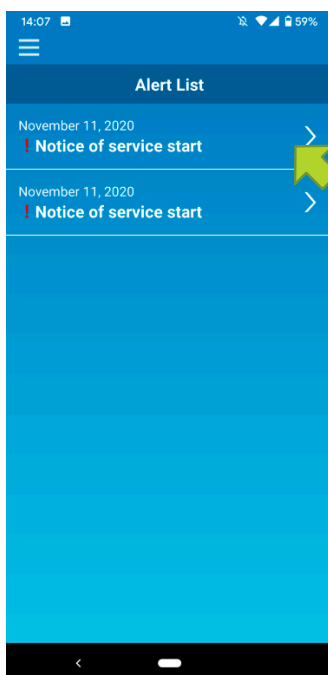 14:07 59%
Alert List
November 11, 2020
! Notice of service start
November 11, 2020
! Notice of service start